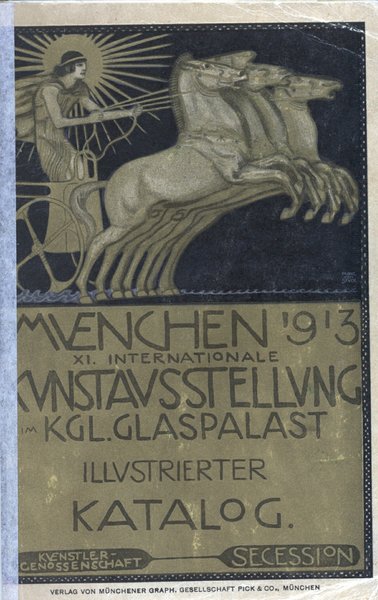 MVENCHEN 1913
XI. INTERNATIONALE
KVNSTAVSSTELLVNG
IM KGL. GLASPALAST
ILLVSTRIERTER
KATALOG.
KVENSTLER-
GENOSSENSCHAFT
SECESSION
VERLAG VON MÜNCHENER GRAPH. GESELLSCHAFT PICK & CO., MÜNCHEN